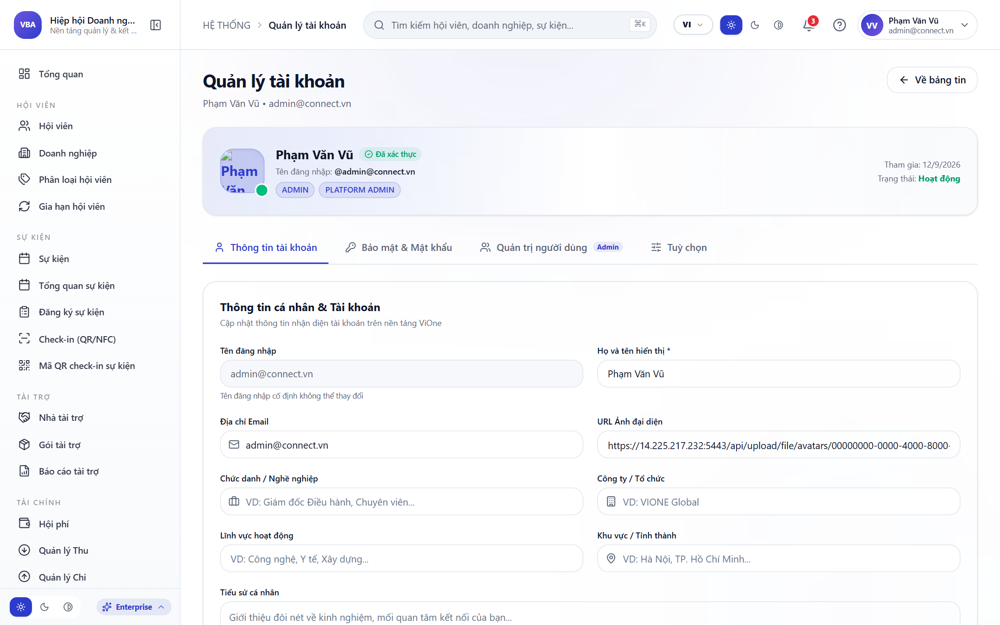 VBA
Hiệp hội Doanh ng...
Nền tảng quản lý & kết ...
HỆ THỐNG
Quản lý tài khoản
Tìm kiếm hội viên, doanh nghiệp, sự kiện...
⌘K
VI
3
VV
Phạm Văn Vũ
admin@connect.vn
Tổng quan
HỘI VIÊN
Hội viên
Doanh nghiệp
Phân loại hội viên
Gia hạn hội viên
SỰ KIỆN
Sự kiện
Tổng quan sự kiện
Đăng ký sự kiện
Check-in (QR/NFC)
Mã QR check-in sự kiện
TÀI TRỢ
Nhà tài trợ
Gói tài trợ
Báo cáo tài trợ
TÀI CHÍNH
Hội phí
Quản lý Thu
Quản lý Chi
Enterprise
Quản lý tài khoản
Phạm Văn Vũ • admin@connect.vn
Về bảng tin
Phạm
Văn
Phạm Văn Vũ
Đã xác thực
Tên đăng nhập: @admin@connect.vn
ADMIN
PLATFORM ADMIN
Tham gia: 12/9/2026
Trạng thái: Hoạt động
Thông tin tài khoản
Bảo mật & Mật khẩu
Quản trị người dùng
Admin
Tuỳ chọn
Thông tin cá nhân & Tài khoản
Cập nhật thông tin nhận diện tài khoản trên nền tảng ViOne
Tên đăng nhập
admin@connect.vn
Tên đăng nhập cố định không thể thay đổi
Họ và tên hiển thị *
Phạm Văn Vũ
Địa chỉ Email
admin@connect.vn
URL Ảnh đại diện
https://14.225.217.232:5443/api/upload/file/avatars/00000000-0000-4000-8000-
Chức danh / Nghề nghiệp
VD: Giám đốc Điều hành, Chuyên viên...
Công ty / Tổ chức
VD: VIONE Global
Lĩnh vực hoạt động
VD: Công nghệ, Y tế, Xây dựng...
Khu vực / Tỉnh thành
VD: Hà Nội, TP. Hồ Chí Minh...
Tiểu sử cá nhân
Giới thiệu đôi nét về kinh nghiệm, mối quan tâm kết nối của bạn...